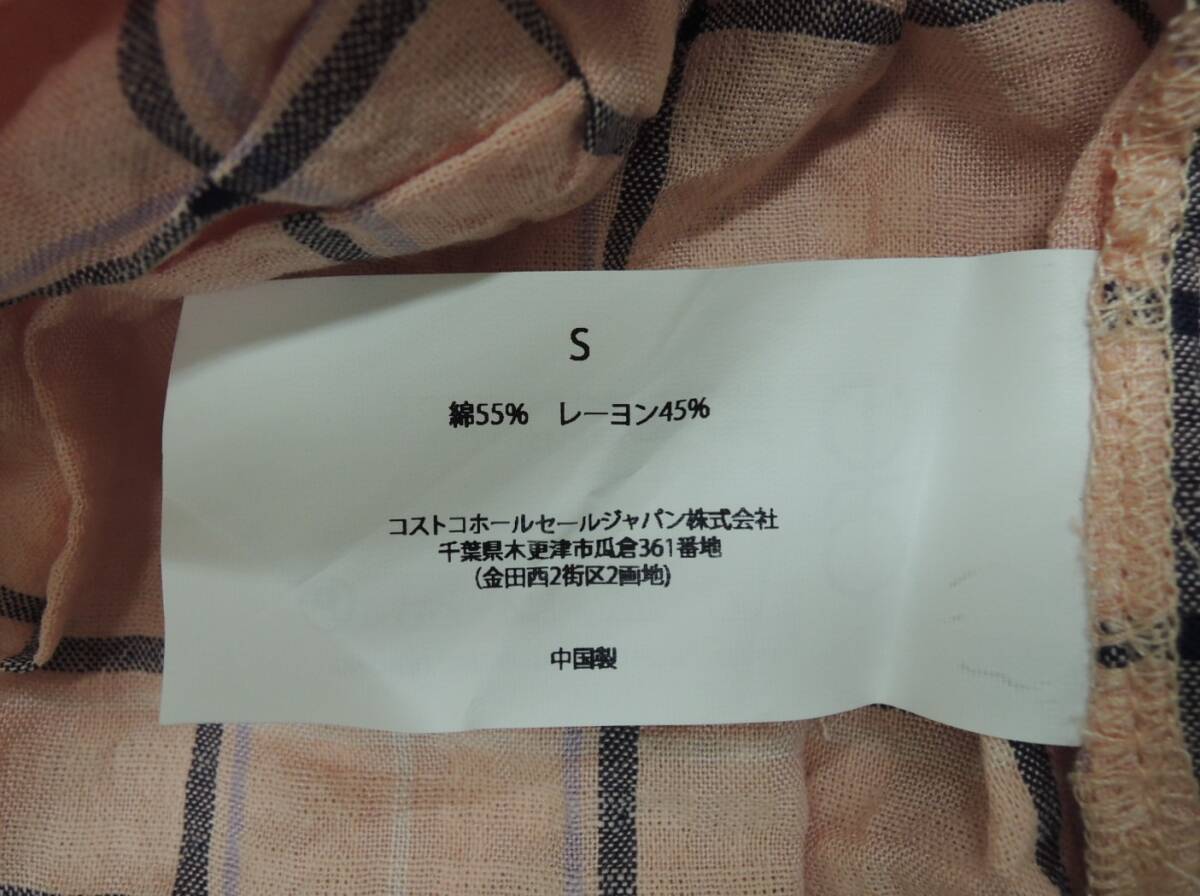 S
綿55%　レーヨン45%
コストコホールセールジャパン株式会社
千葉県木更津市瓜倉361番地
(金田西2街区2画地)
中国製